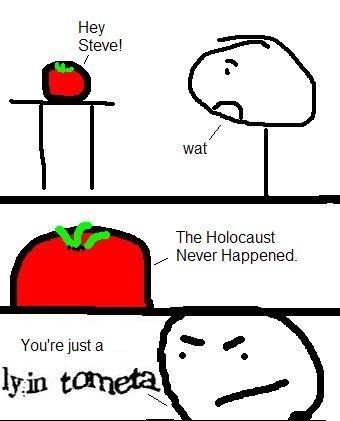 Hey
Steve!
wat
The Holocaust
Never Happened.
You're just a
lyin tometa